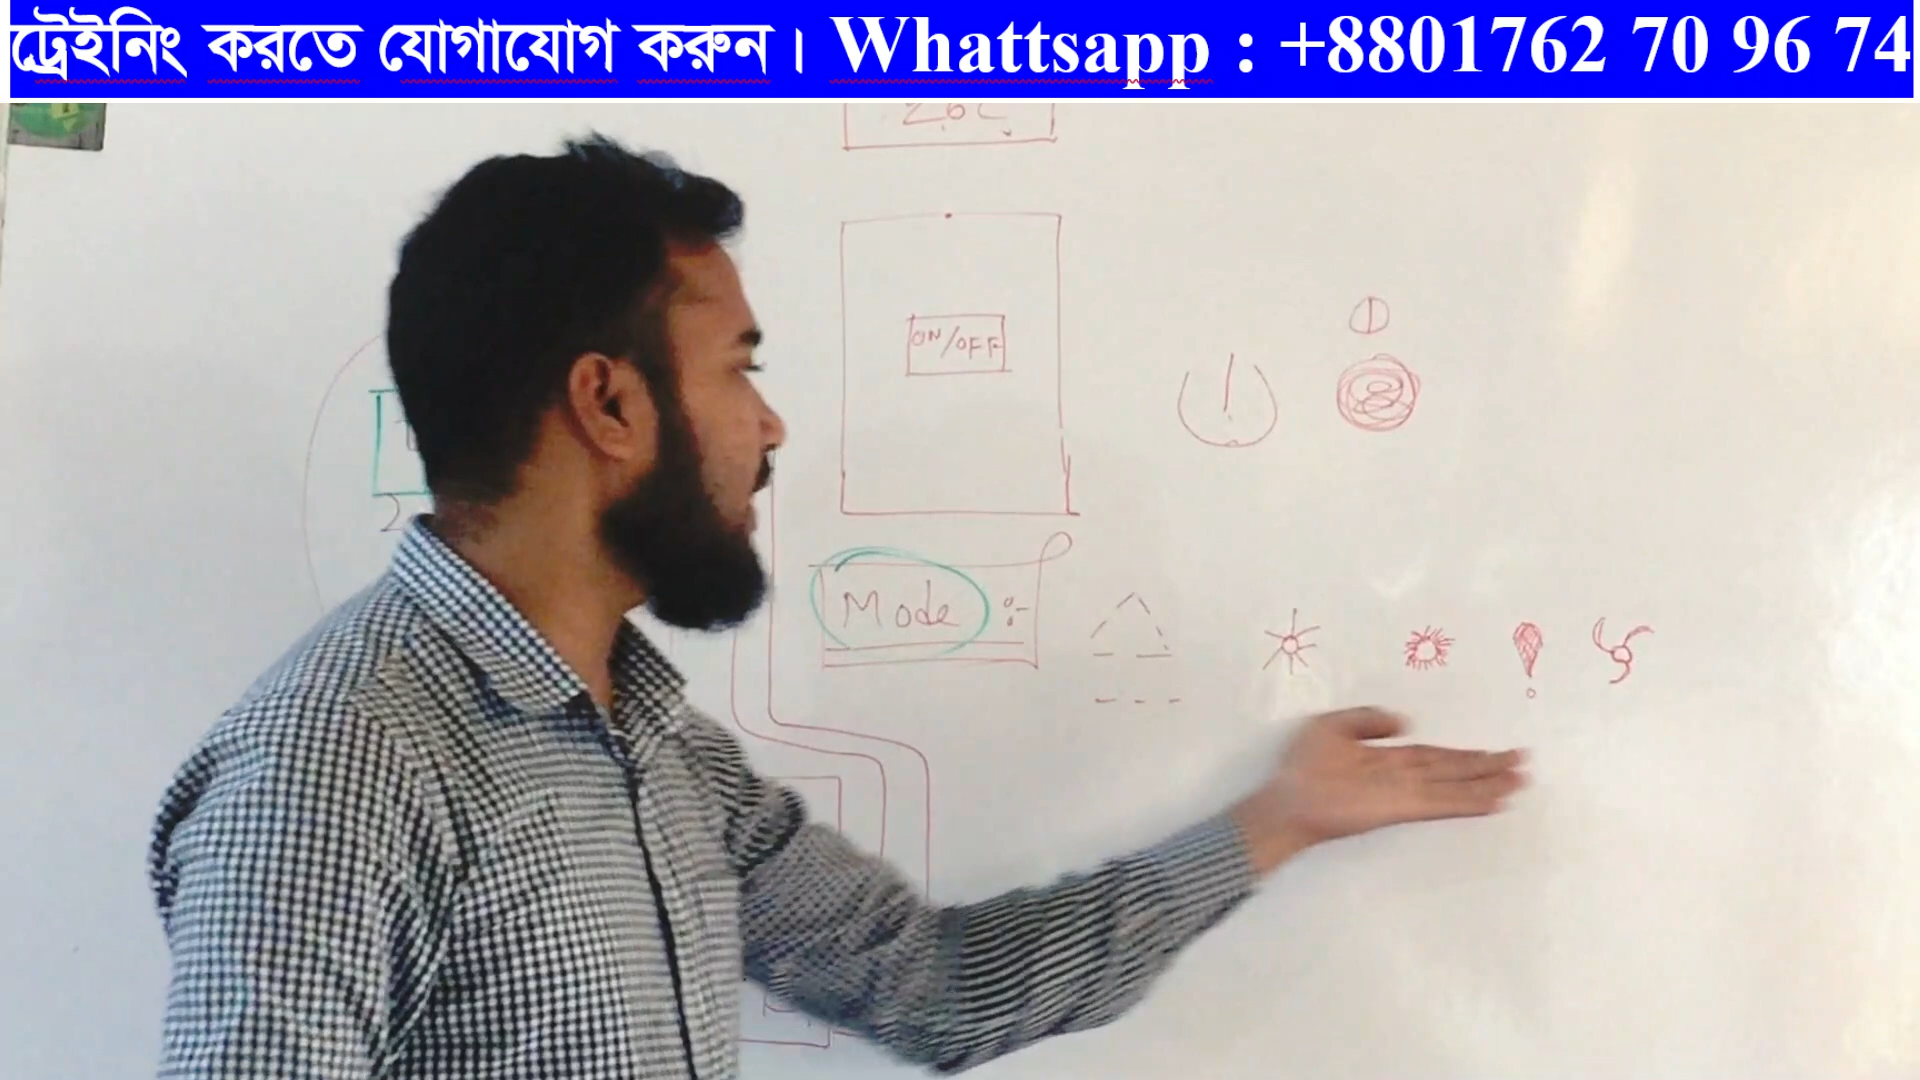 ট্রেইনিং করতে যোগাযোগ করুন। Whattsapp : +8801762 70 96 74
ON/OFF
Mode :-